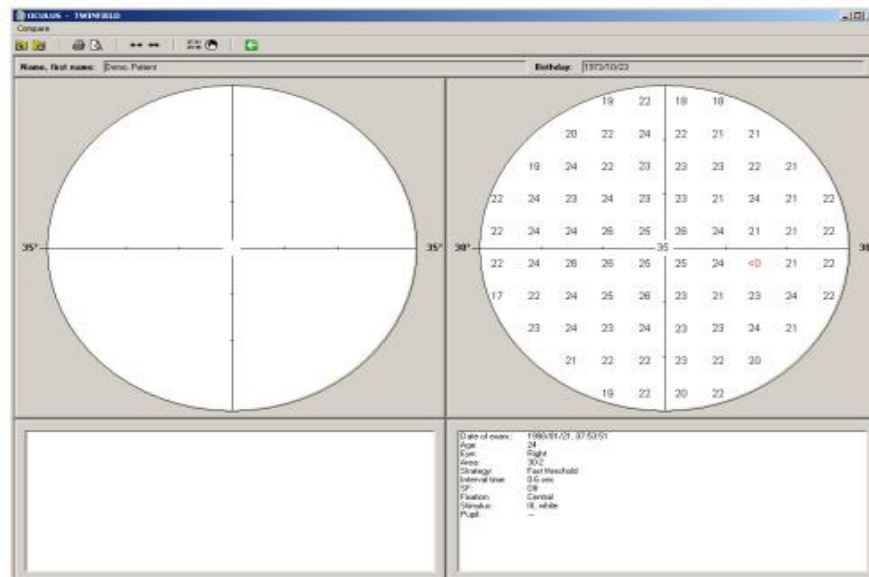 OCULUS - TWINFIELD
Compare
Name, first name: Demo, Patient
Birthday: 1973/10/23
19 22 18 18
20 22 24 22 21 21
19 24 22 23 23 23 22 21
22 24 23 24 23 23 21 24 21 22
22 24 24 26 25 26 24 21 21 22
35° 35° 30° 35 30
22 24 26 26 25 25 24 <0 21 22
17 22 24 25 26 23 21 23 24 22
23 24 23 24 23 23 24 21
21 22 22 23 22 20
19 22 20 22
Date of exam.: 1998/01/21, 07:53:51
Age: 24
Eye: Right
Area: 30-2
Strategy: Fast threshold
Interval time: 0.6 sec
SF: Off
Fixation: Central
Stimulus: III, white
Pupil: --